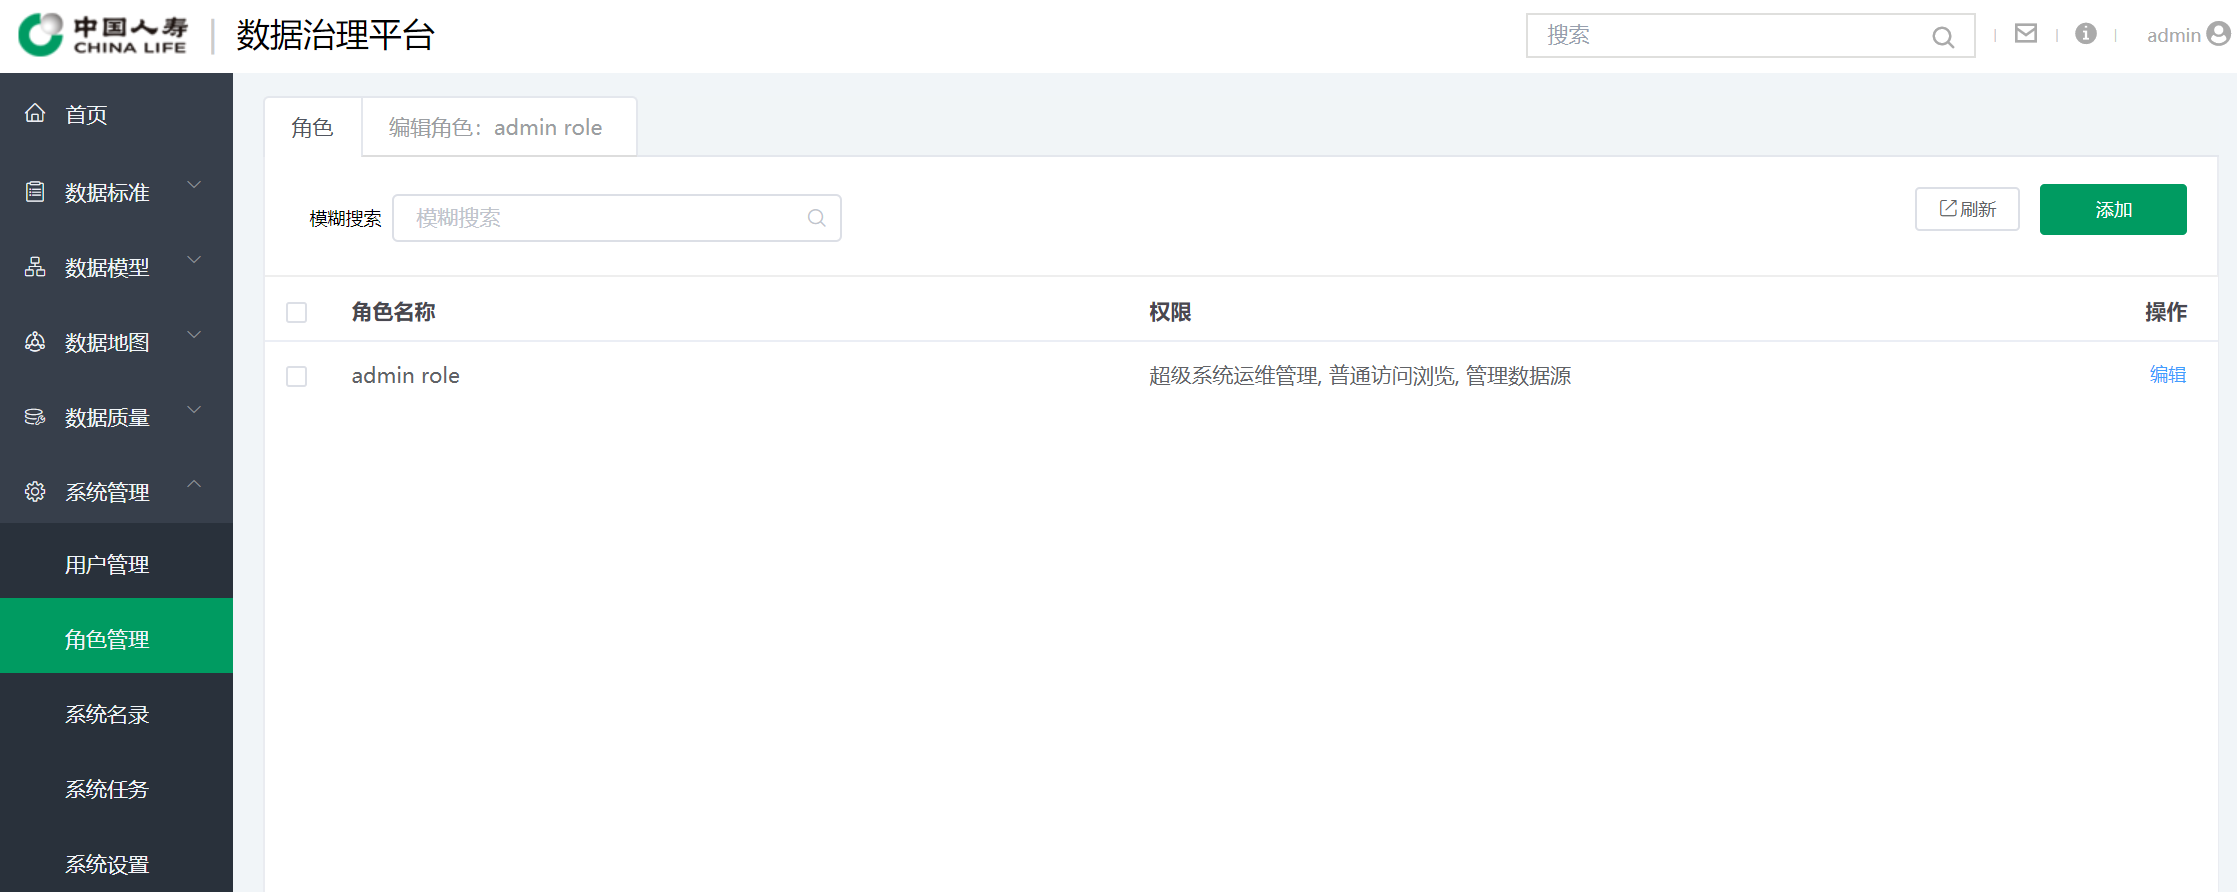 中国人寿
CHINA LIFE
数据治理平台
搜索
admin
首页
数据标准
数据模型
数据地图
数据质量
系统管理
用户管理
角色管理
系统名录
系统任务
系统设置
角色
编辑角色：admin role
模糊搜索
模糊搜索
刷新
添加
角色名称 权限 操作
admin role 超级系统运维管理, 普通访问浏览, 管理数据源 编辑